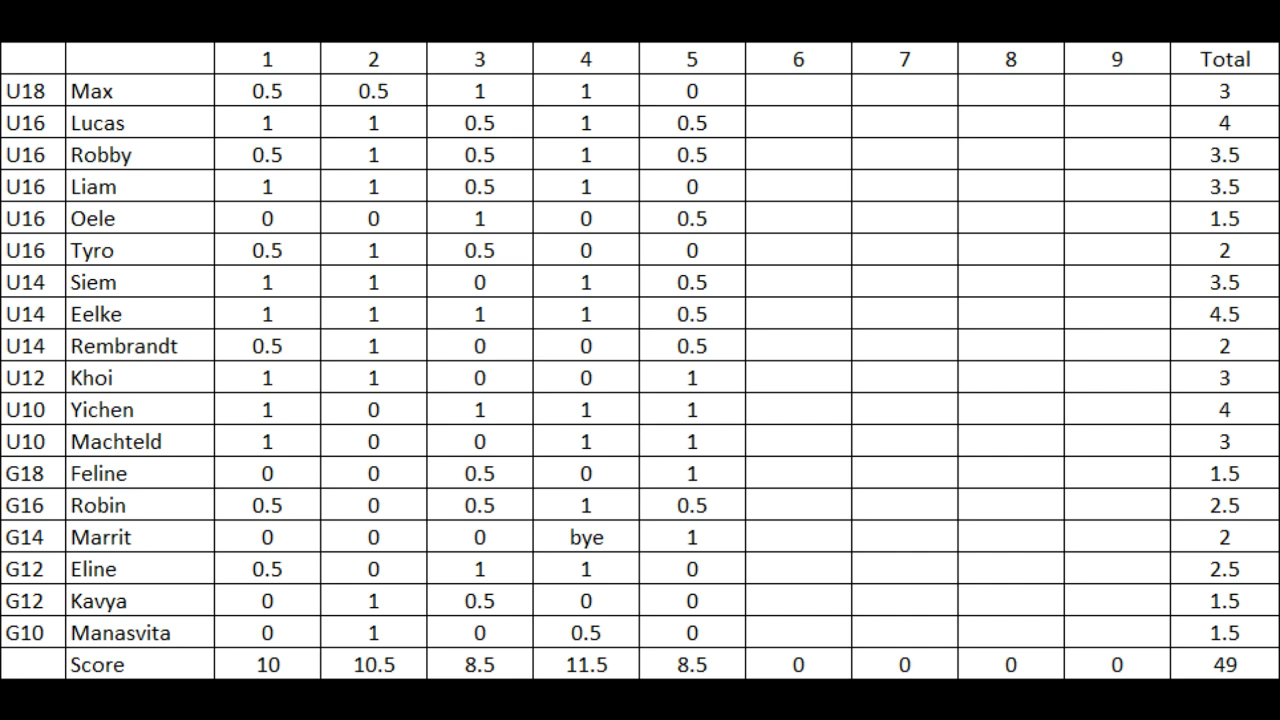 1 2 3 4 5 6 7 8 9 Total
U18 Max 0.5 0.5 1 1 0 3
U16 Lucas 1 1 0.5 1 0.5 4
U16 Robby 0.5 1 0.5 1 0.5 3.5
U16 Liam 1 1 0.5 1 0 3.5
U16 Oele 0 0 1 0 0.5 1.5
U16 Tyro 0.5 1 0.5 0 0 2
U14 Siem 1 1 0 1 0.5 3.5
U14 Eelke 1 1 1 1 0.5 4.5
U14 Rembrandt 0.5 1 0 0 0.5 2
U12 Khoi 1 1 0 0 1 3
U10 Yichen 1 0 1 1 1 4
U10 Machteld 1 0 0 1 1 3
G18 Feline 0 0 0.5 0 1 1.5
G16 Robin 0.5 0 0.5 1 0.5 2.5
G14 Marrit 0 0 0 bye 1 2
G12 Eline 0.5 0 1 1 0 2.5
G12 Kavya 0 1 0.5 0 0 1.5
G10 Manasvita 0 1 0 0.5 0 1.5
Score 10 10.5 8.5 11.5 8.5 0 0 0 0 49